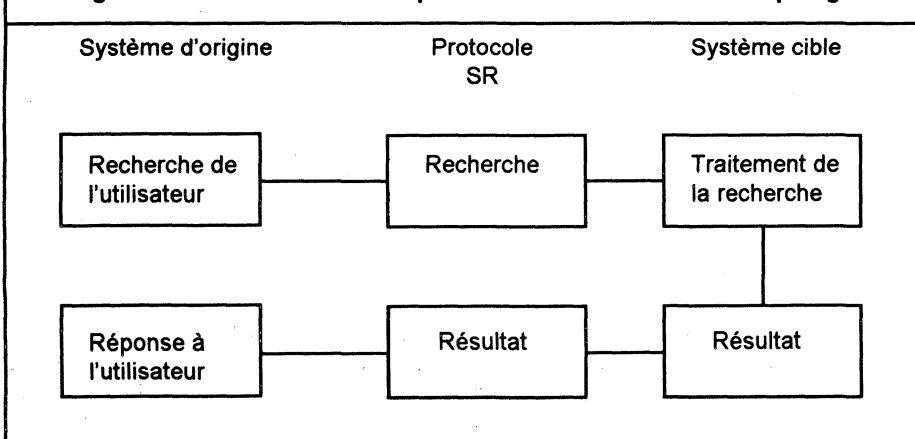 Système d'origine
Protocole
SR
Système cible
Recherche de
l'utilisateur
Recherche
Traitement de
la recherche
Réponse à
l'utilisateur
Résultat
Résultat